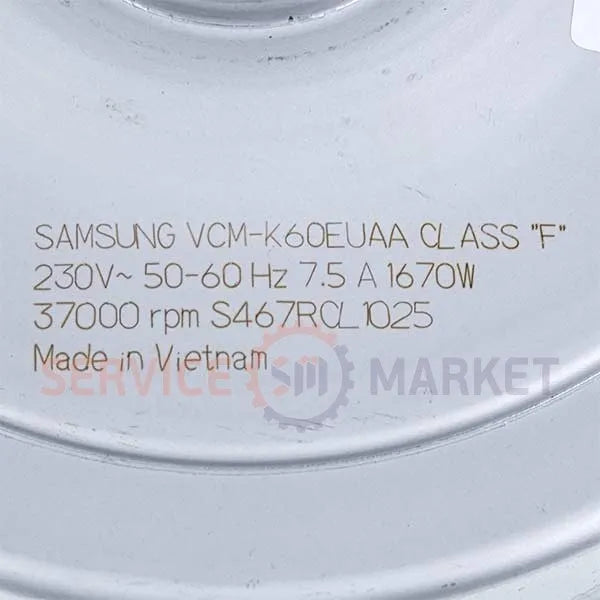 SAMSUNG VCM-K60EUAA CLASS "F"
230V~ 50-60 Hz 7.5 A 1670W
37000 rpm S467RCL1025
Made in Vietnam
SERVICE SM MARKET